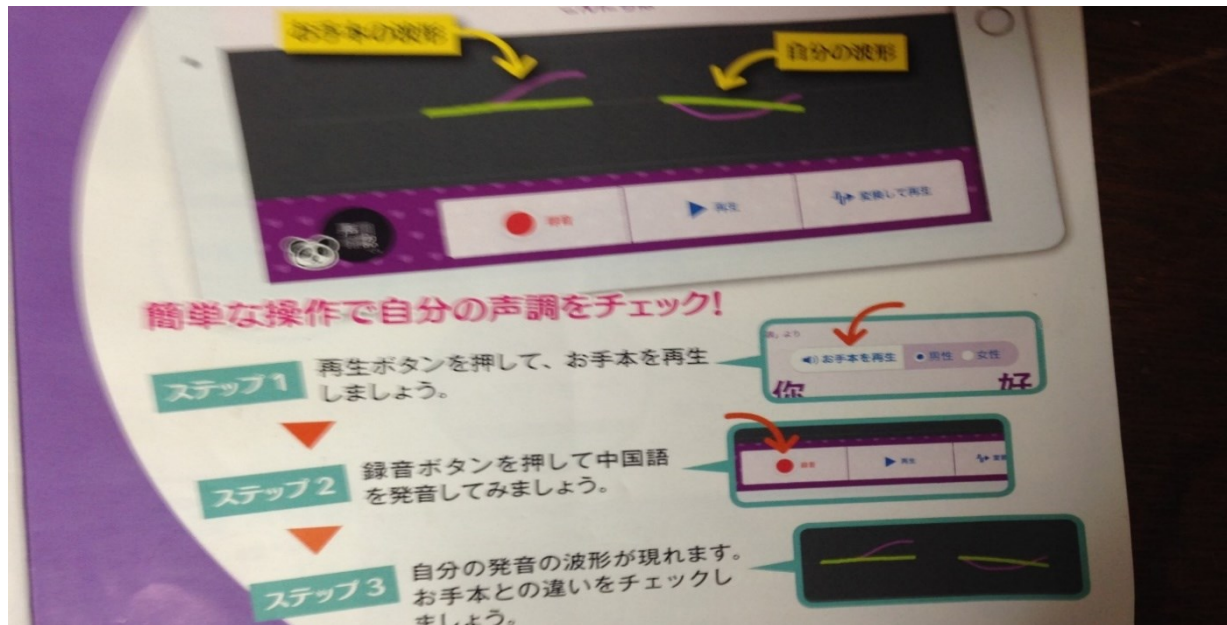 お手本の波形
自分の波形
録音
再生
変換して再生
簡単な操作で自分の声調をチェック!
ステップ1
再生ボタンを押して、お手本を再生
しましょう。
より
お手本を再生 男性 女性
你 好
ステップ2
録音ボタンを押して中国語
を発音してみましょう。
録音 再生
ステップ3
自分の発音の波形が現れます。
お手本との違いをチェックし
ましょう。